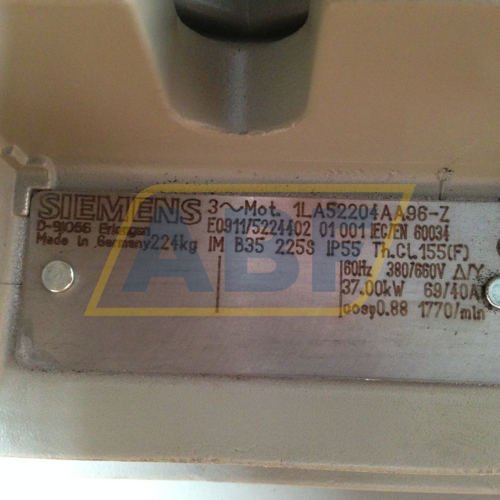 SIEMENS 3~Mot. 1LA52204AA96-Z
D-91056 Erlangen E0911/5224402 01 001 IEC/EN 60034
Made in Germany 224kg IM B35 225S IP55 Th.Cl.155(F)
60Hz 380/660V Δ/Y
37.00kW 69/40A
cosφ0.88 1770/min
ABI